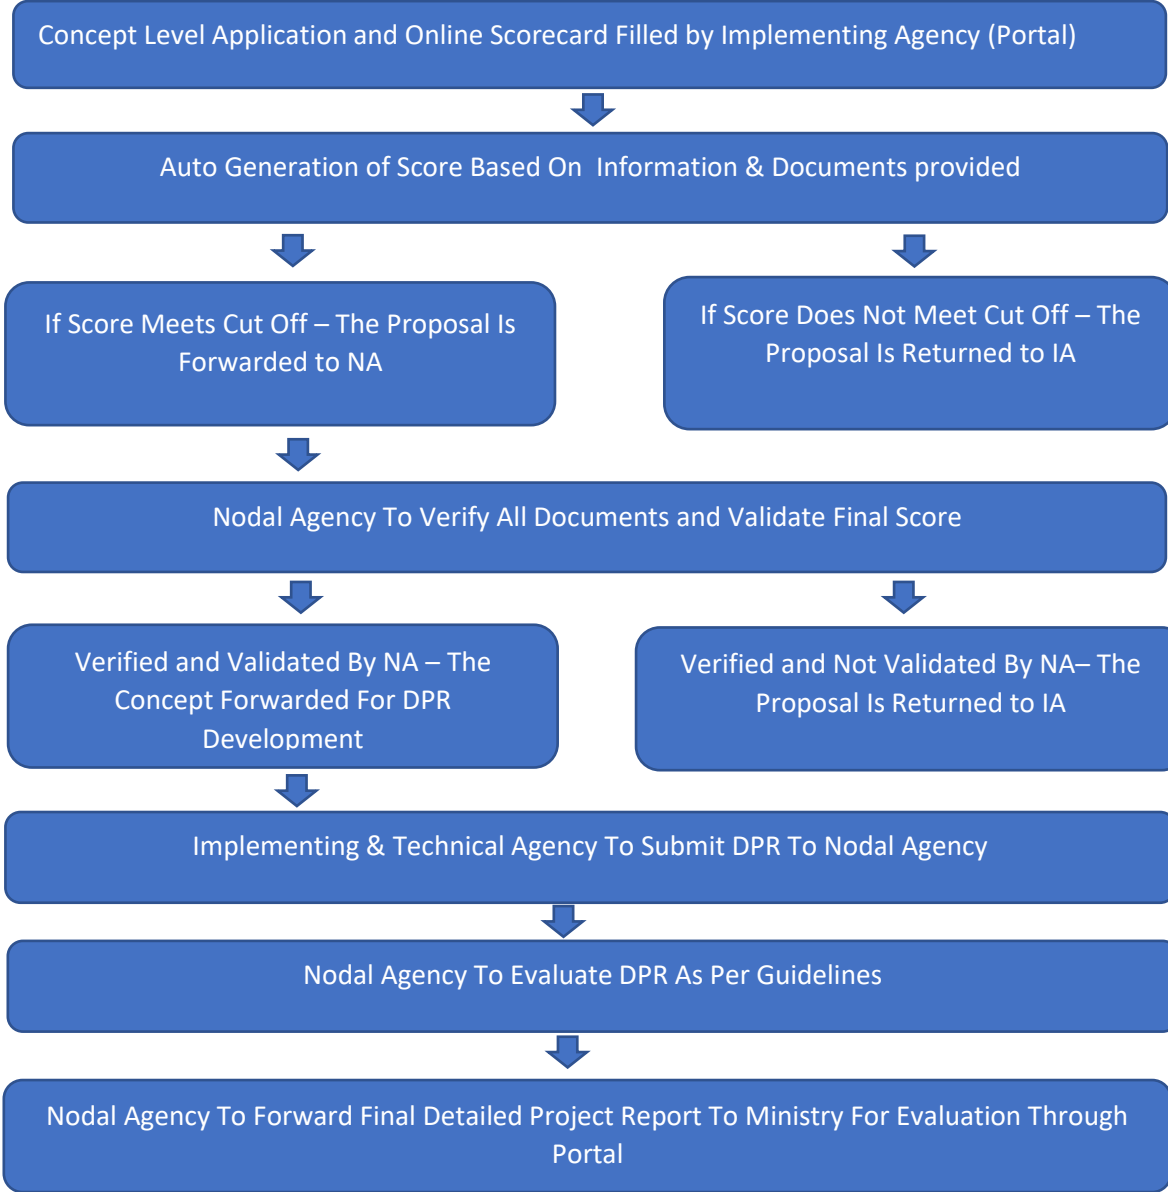 Concept Level Application and Online Scorecard Filled by Implementing Agency (Portal)
Auto Generation of Score Based On  Information & Documents provided
If Score Meets Cut Off – The Proposal Is
Forwarded to NA
If Score Does Not Meet Cut Off – The
Proposal Is Returned to IA
Nodal Agency To Verify All Documents and Validate Final Score
Verified and Validated By NA – The
Concept Forwarded For DPR
Development
Verified and Not Validated By NA– The
Proposal Is Returned to IA
Implementing & Technical Agency To Submit DPR To Nodal Agency
Nodal Agency To Evaluate DPR As Per Guidelines
Nodal Agency To Forward Final Detailed Project Report To Ministry For Evaluation Through
Portal